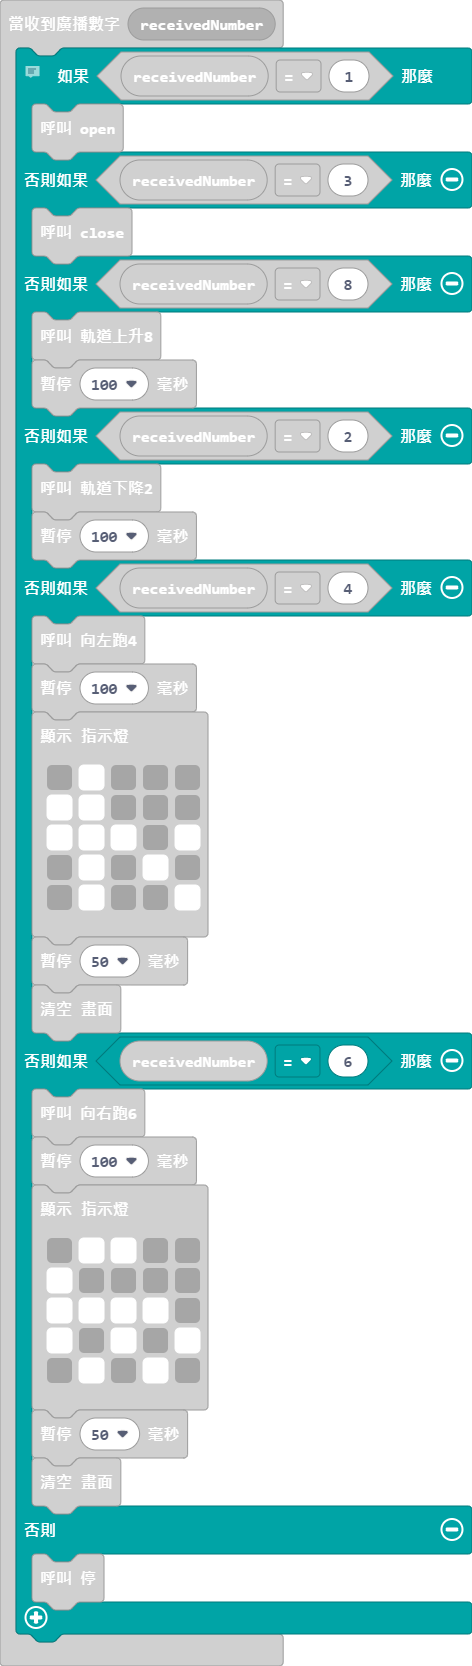 當收到廣播數字 receivedNumber
如果 receivedNumber = 1 那麼
呼叫 open
否則如果 receivedNumber = 3 那麼
呼叫 close
否則如果 receivedNumber = 8 那麼
呼叫 軌道上升8
暫停 100 毫秒
否則如果 receivedNumber = 2 那麼
呼叫 軌道下降2
暫停 100 毫秒
否則如果 receivedNumber = 4 那麼
呼叫 向左跑4
暫停 100 毫秒
顯示 指示燈
暫停 50 毫秒
清空 畫面
否則如果 receivedNumber = 6 那麼
呼叫 向右跑6
暫停 100 毫秒
顯示 指示燈
暫停 50 毫秒
清空 畫面
否則
呼叫 停